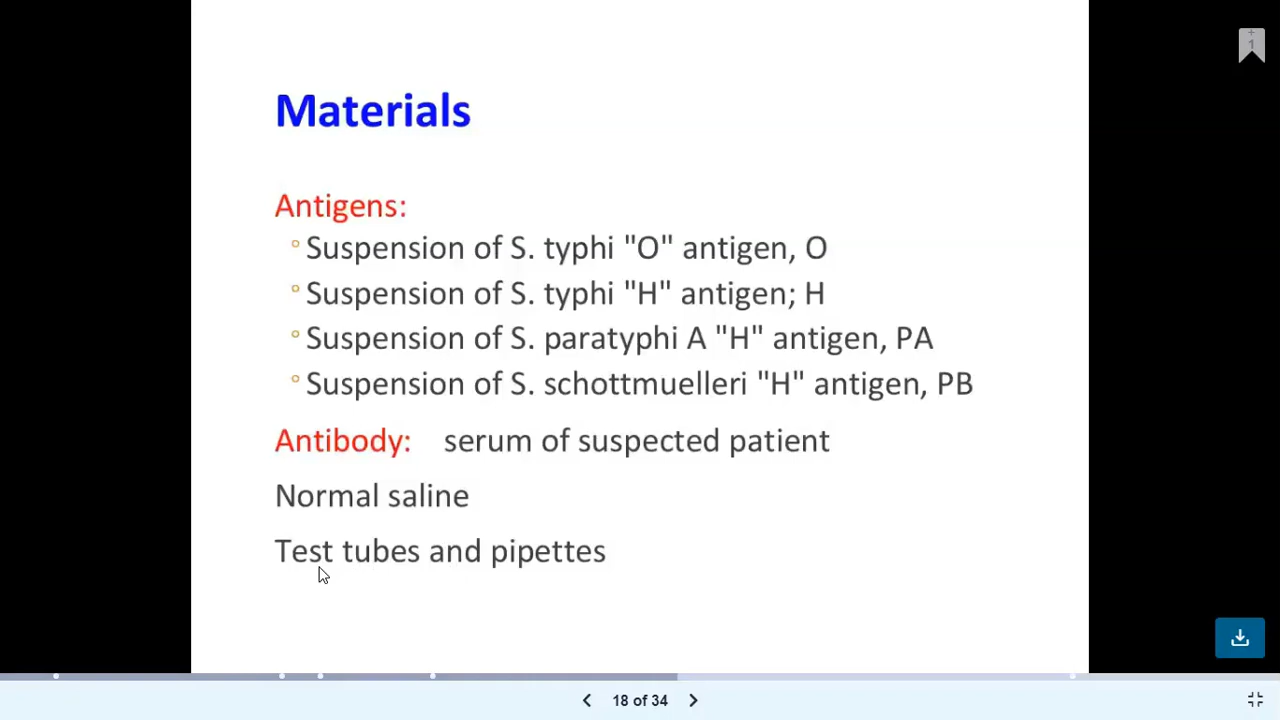 +
1
Materials
Antigens:
° Suspension of S. typhi "O" antigen, O
° Suspension of S. typhi "H" antigen; H
° Suspension of S. paratyphi A "H" antigen, PA
° Suspension of S. schottmuelleri "H" antigen, PB
Antibody: serum of suspected patient
Normal saline
Test tubes and pipettes
18 of 34